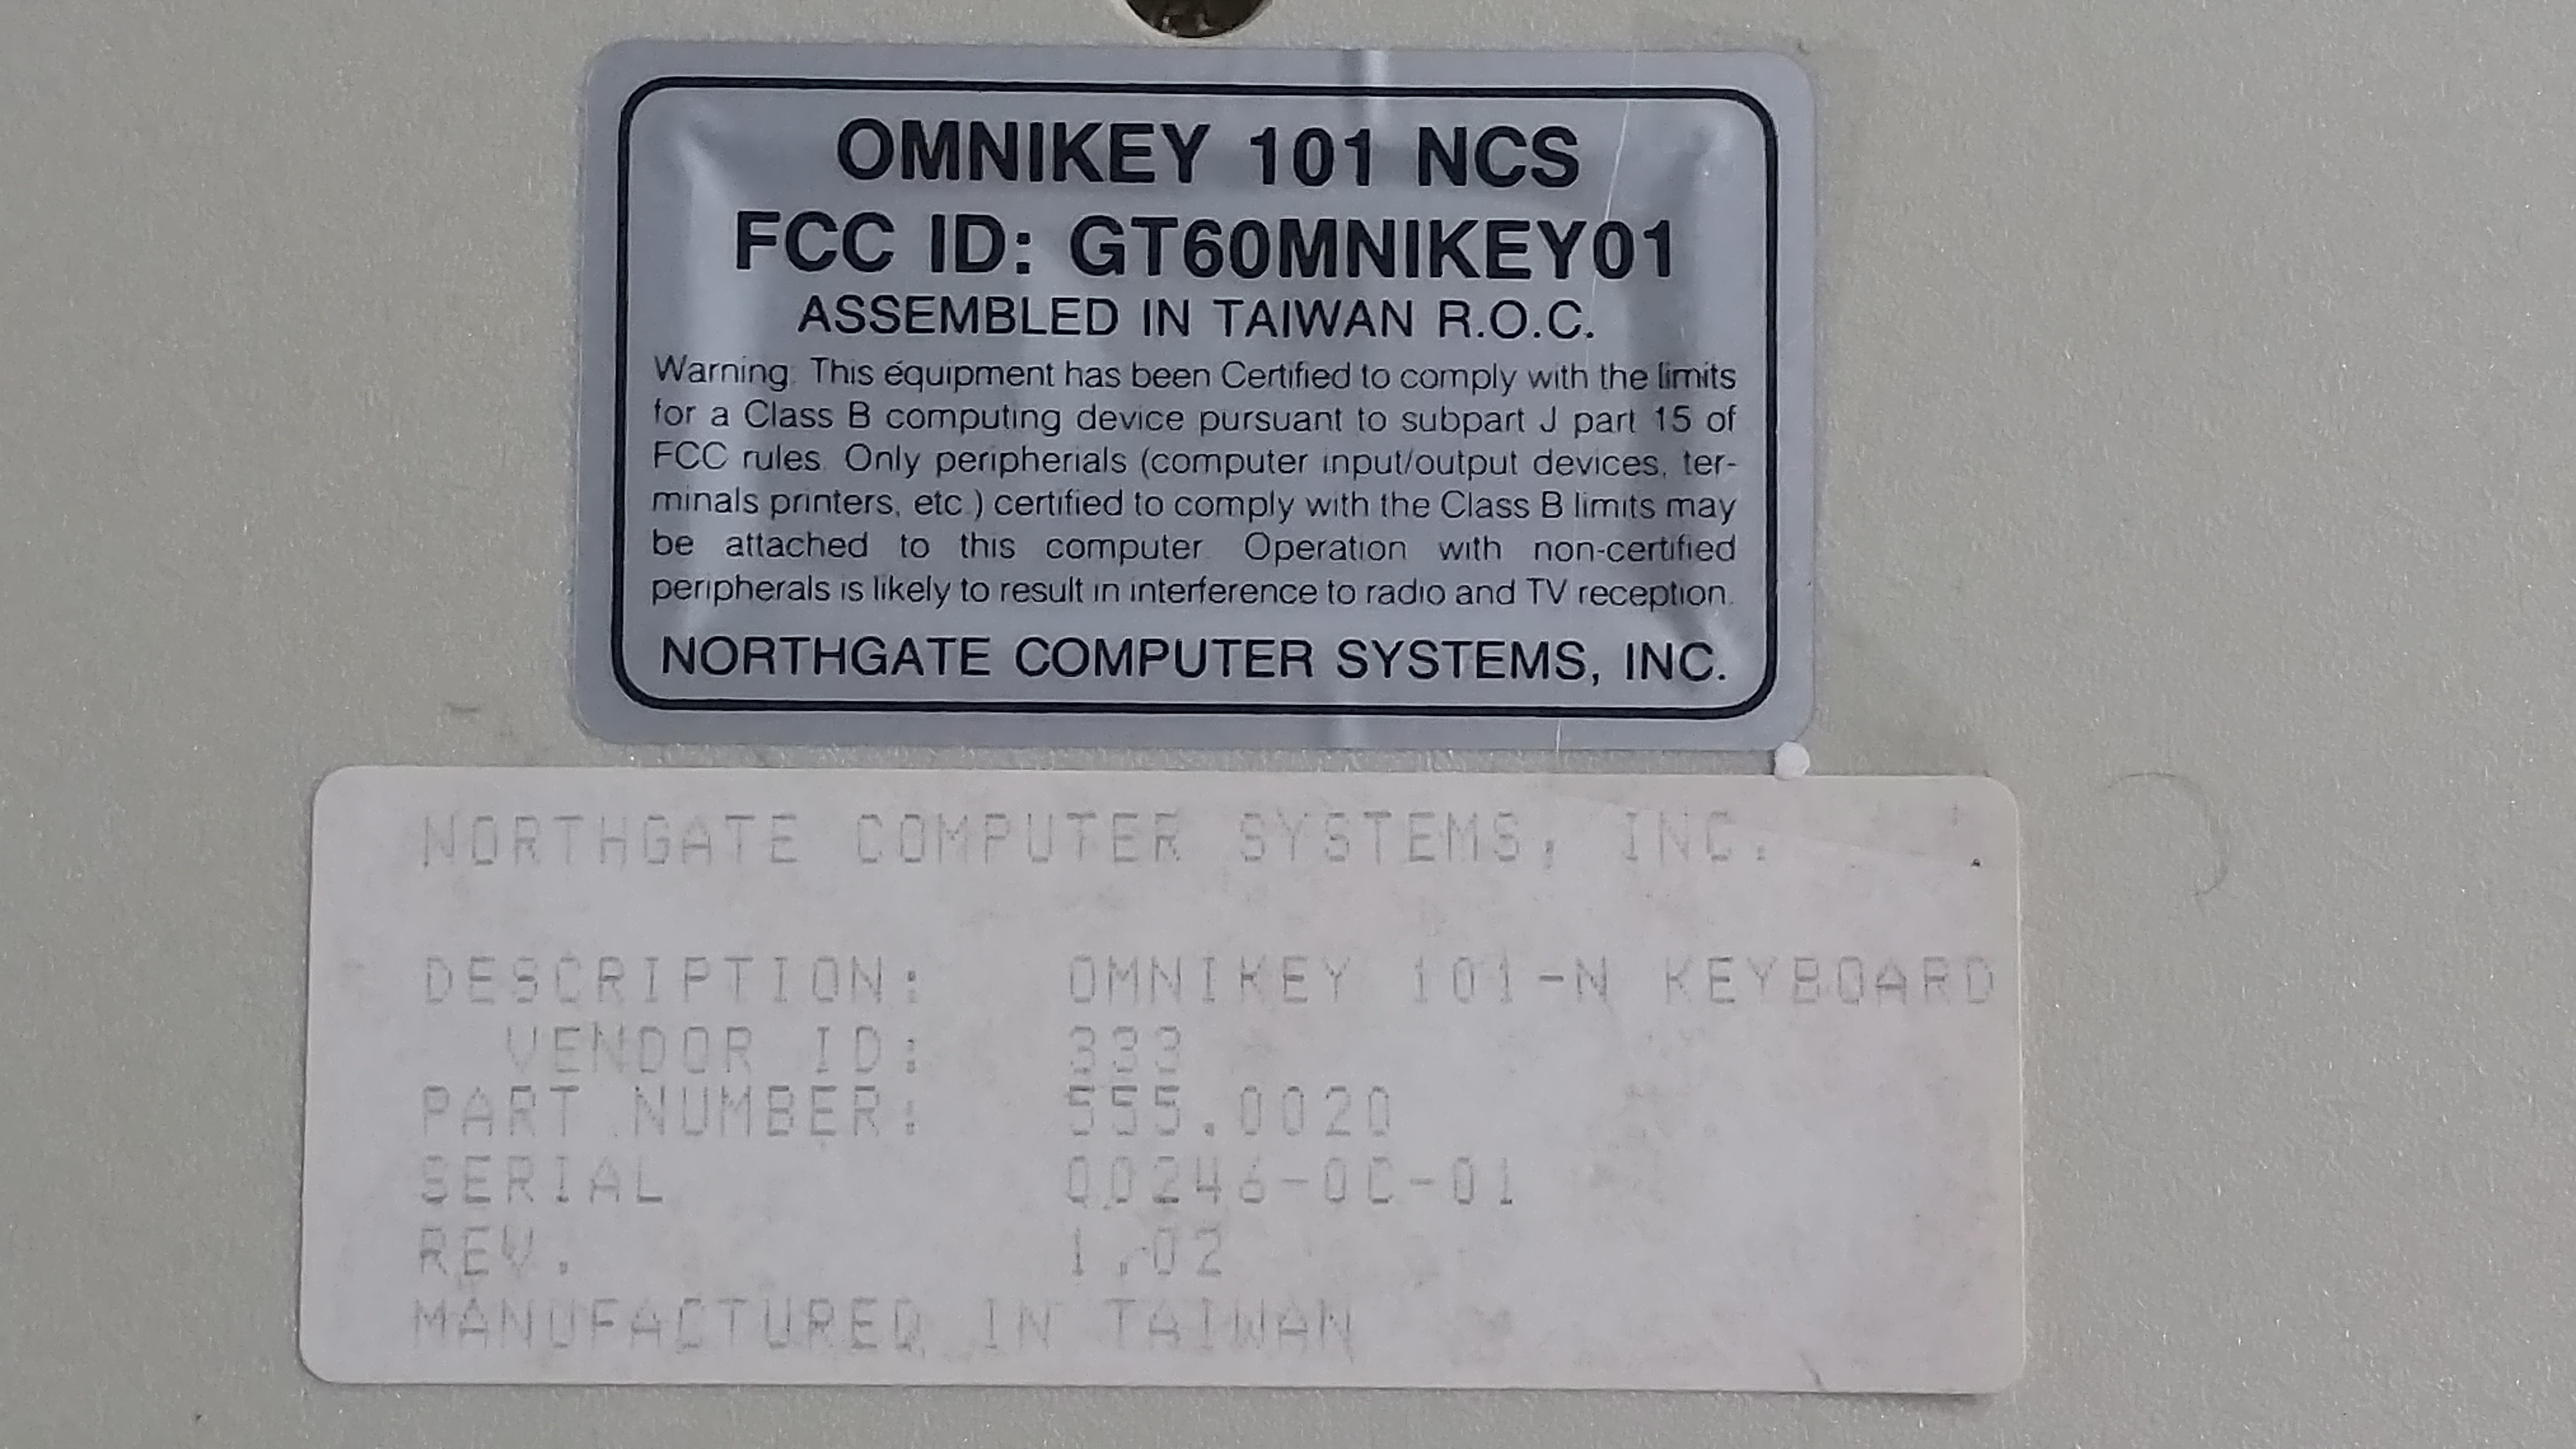 OMNIKEY 101 NCS
FCC ID: GT60MNIKEY01
ASSEMBLED IN TAIWAN R.O.C.
Warning. This equipment has been Certified to comply with the limits
for a Class B computing device pursuant to subpart J part 15 of
FCC rules. Only peripherials (computer input/output devices, ter-
minals printers, etc.) certified to comply with the Class B limits may
be attached to this computer. Operation with non-certified
peripherals is likely to result in interference to radio and TV reception.
NORTHGATE COMPUTER SYSTEMS, INC.
NORTHGATE COMPUTER SYSTEMS, INC.
DESCRIPTION: OMNIKEY 101-N KEYBOARD
VENDOR ID: 333
PART NUMBER: 555.0020
SERIAL 00246-0C-01
REV. 1.02
MANUFACTURED IN TAIWAN